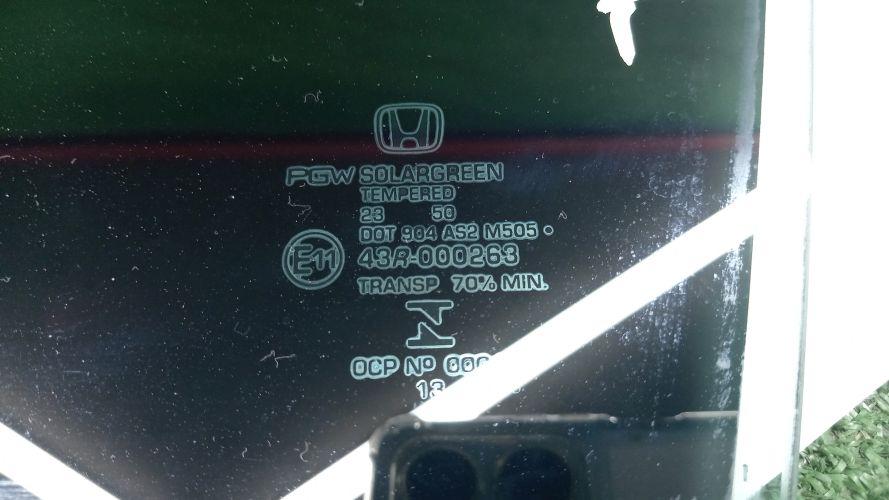 PGW SOLARGREEN
TEMPERED
23 50
DOT 904 AS2 M505
E11
43R-000263
TRANSP 70% MIN.
OCP Nº